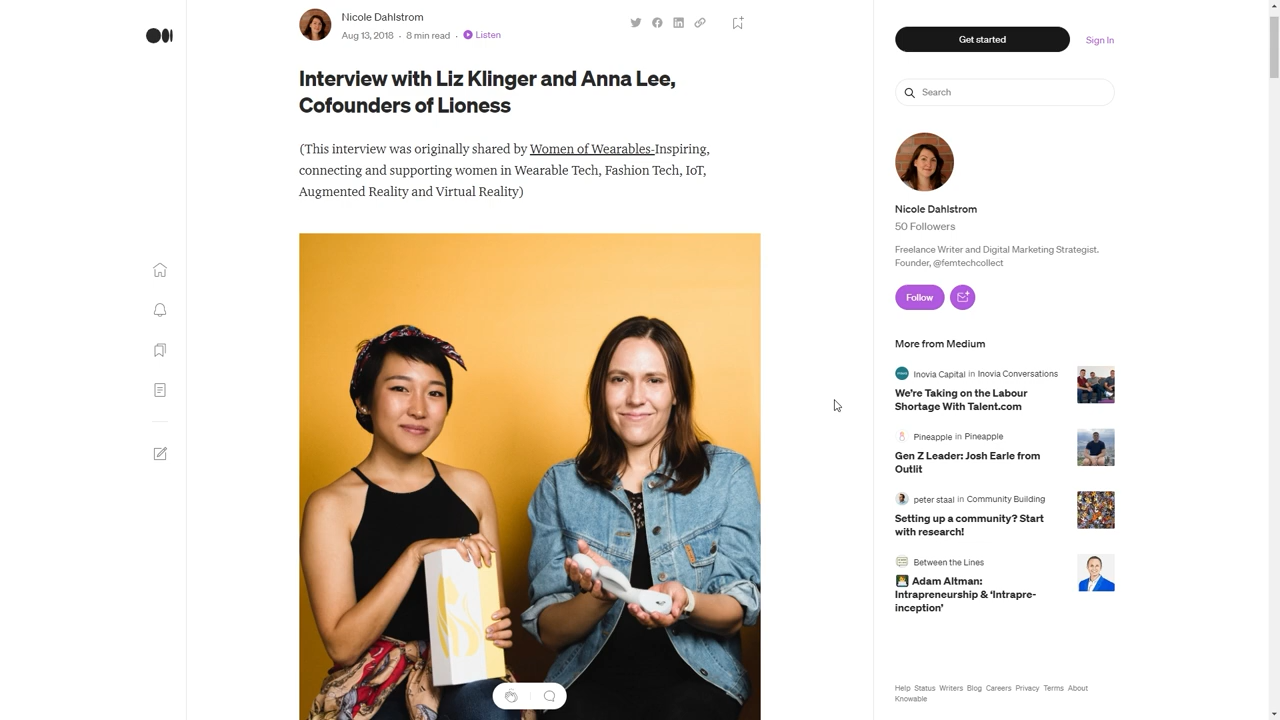 Nicole Dahlstrom
Aug 13, 2018 · 8 min read · Listen
Interview with Liz Klinger and Anna Lee,
Cofounders of Lioness
(This interview was originally shared by Women of Wearables-Inspiring,
connecting and supporting women in Wearable Tech, Fashion Tech, IoT,
Augmented Reality and Virtual Reality)
Get started
Sign In
Search
Nicole Dahlstrom
50 Followers
Freelance Writer and Digital Marketing Strategist.
Founder, @femtechcollect
Follow
More from Medium
Inovia Capital in Inovia Conversations
We're Taking on the Labour
Shortage With Talent.com
Pineapple in Pineapple
Gen Z Leader: Josh Earle from
Outlit
peter staal in Community Building
Setting up a community? Start
with research!
Between the Lines
Adam Altman:
Intrapreneurship & ‘Intrapre-
inception’
Help Status Writers Blog Careers Privacy Terms About
Knowable